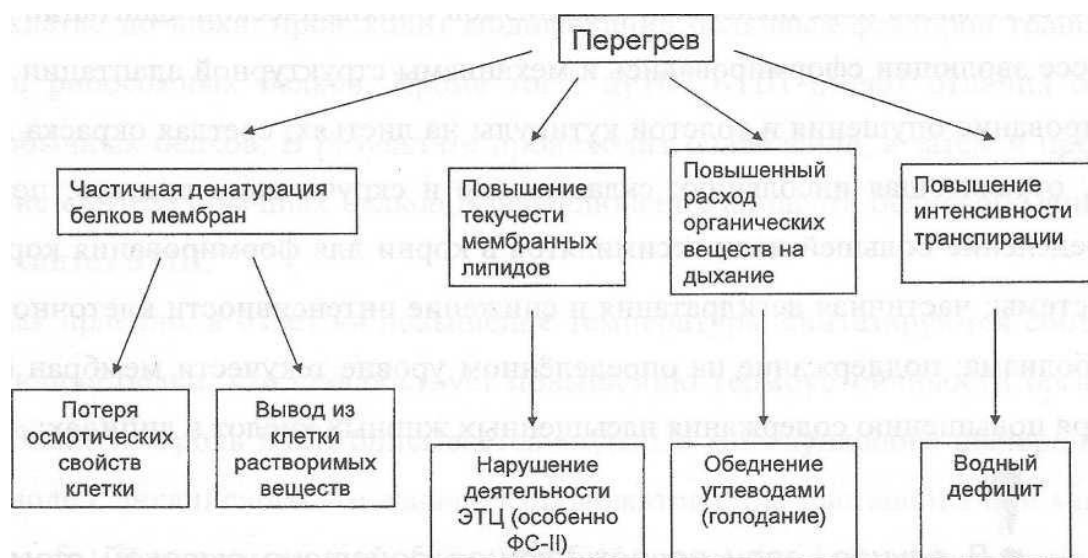 Перегрев
Частичная денатурация
белков мембран
Повышение
текучести
мембранных
липидов
Повышенный
расход
органических
веществ на
дыхание
Повышение
интенсивности
транспирации
Потеря
осмотических
свойств
клетки
Вывод из
клетки
растворимых
веществ
Нарушение
деятельности
ЭТЦ (особенно
ФС-II)
Обеднение
углеводами
(голодание)
Водный
дефицит